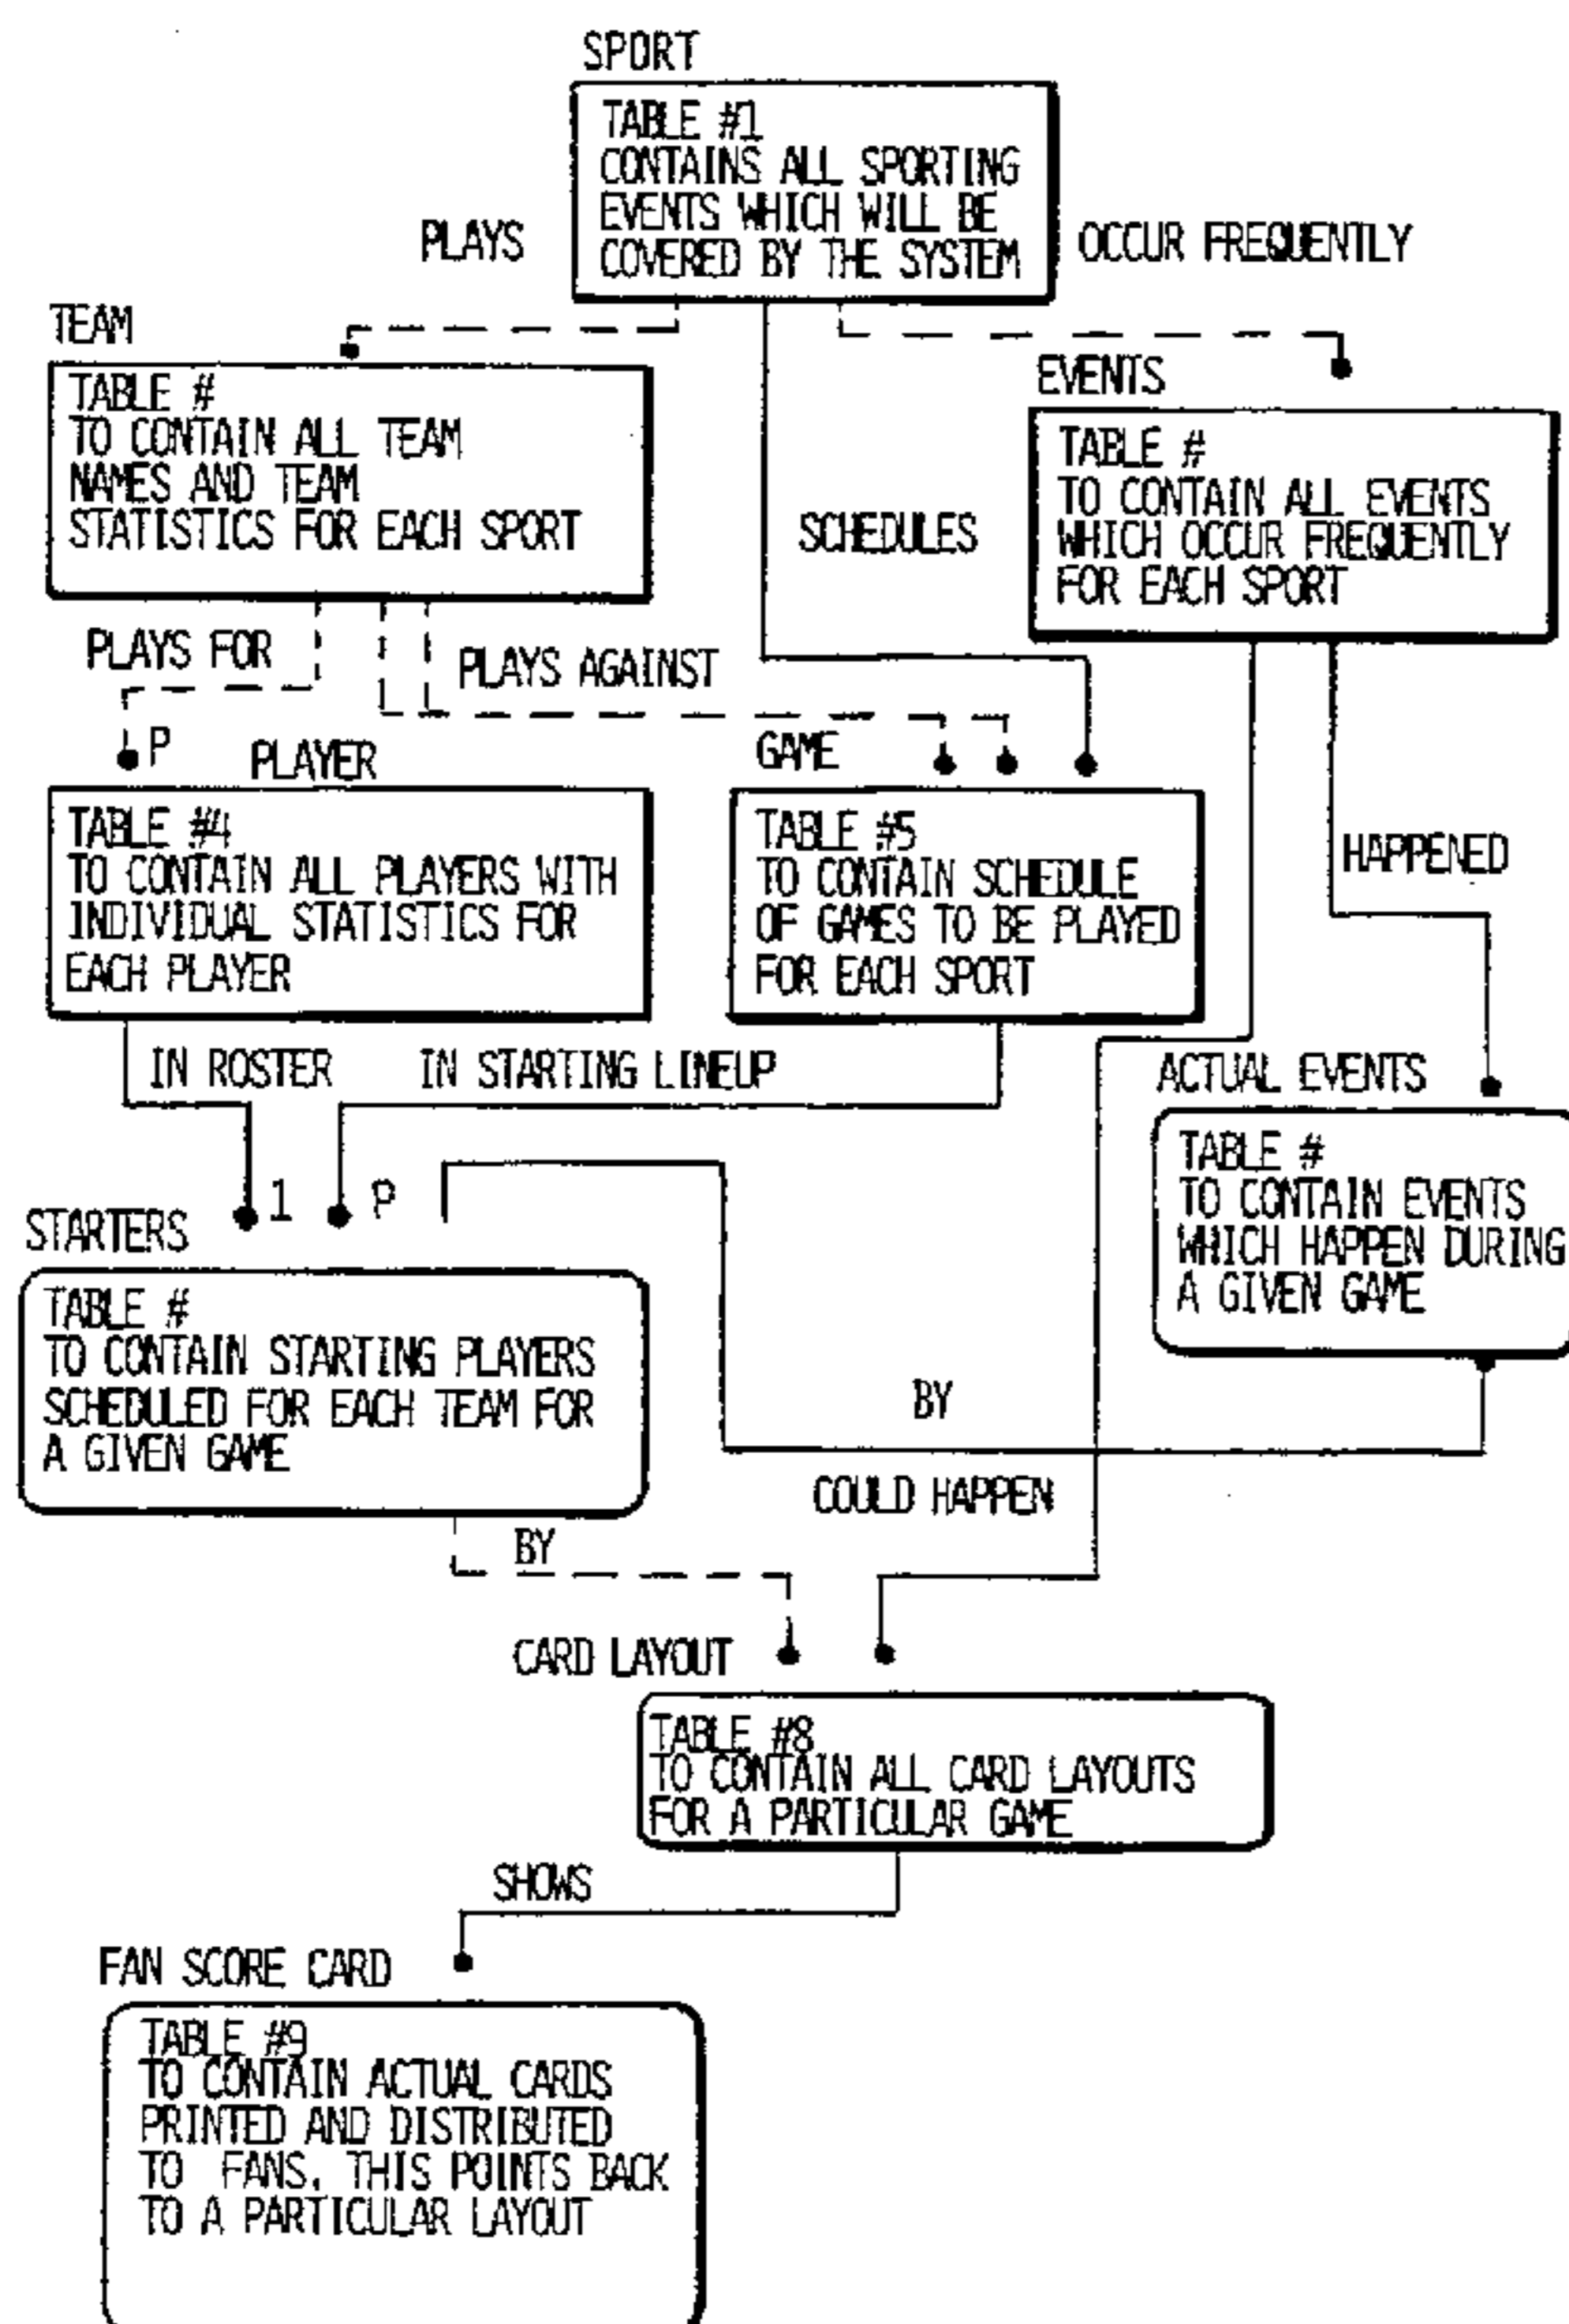 SPORT
TABLE #1
CONTAINS ALL SPORTING
EVENTS WHICH WILL BE
COVERED BY THE SYSTEM
PLAYS
OCCUR FREQUENTLY
TEAM
TABLE #
TO CONTAIN ALL TEAM
NAMES AND TEAM
STATISTICS FOR EACH SPORT
EVENTS
TABLE #
TO CONTAIN ALL EVENTS
WHICH OCCUR FREQUENTLY
FOR EACH SPORT
SCHEDULES
PLAYS FOR
PLAYS AGAINST
P
PLAYER
TABLE #4
TO CONTAIN ALL PLAYERS WITH
INDIVIDUAL STATISTICS FOR
EACH PLAYER
GAME
TABLE #5
TO CONTAIN SCHEDULE
OF GAMES TO BE PLAYED
FOR EACH SPORT
HAPPENED
IN ROSTER
IN STARTING LINEUP
ACTUAL EVENTS
TABLE #
TO CONTAIN EVENTS
WHICH HAPPEN DURING
A GIVEN GAME
1
P
STARTERS
TABLE #
TO CONTAIN STARTING PLAYERS
SCHEDULED FOR EACH TEAM FOR
A GIVEN GAME
BY
COULD HAPPEN
BY
CARD LAYOUT
TABLE #8
TO CONTAIN ALL CARD LAYOUTS
FOR A PARTICULAR GAME
SHOWS
FAN SCORE CARD
TABLE #9
TO CONTAIN ACTUAL CARDS
PRINTED AND DISTRIBUTED
TO FANS, THIS POINTS BACK
TO A PARTICULAR LAYOUT